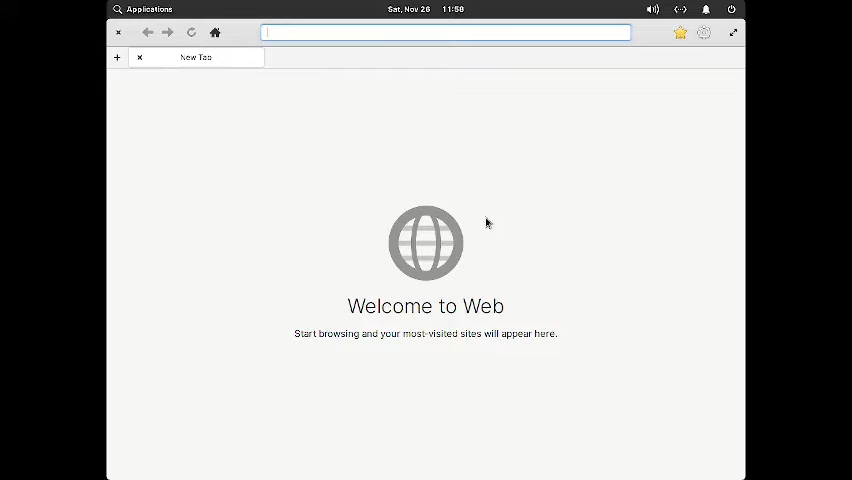 Applications
Sat, Nov 26 11:58
New Tab
Welcome to Web
Start browsing and your most-visited sites will appear here.